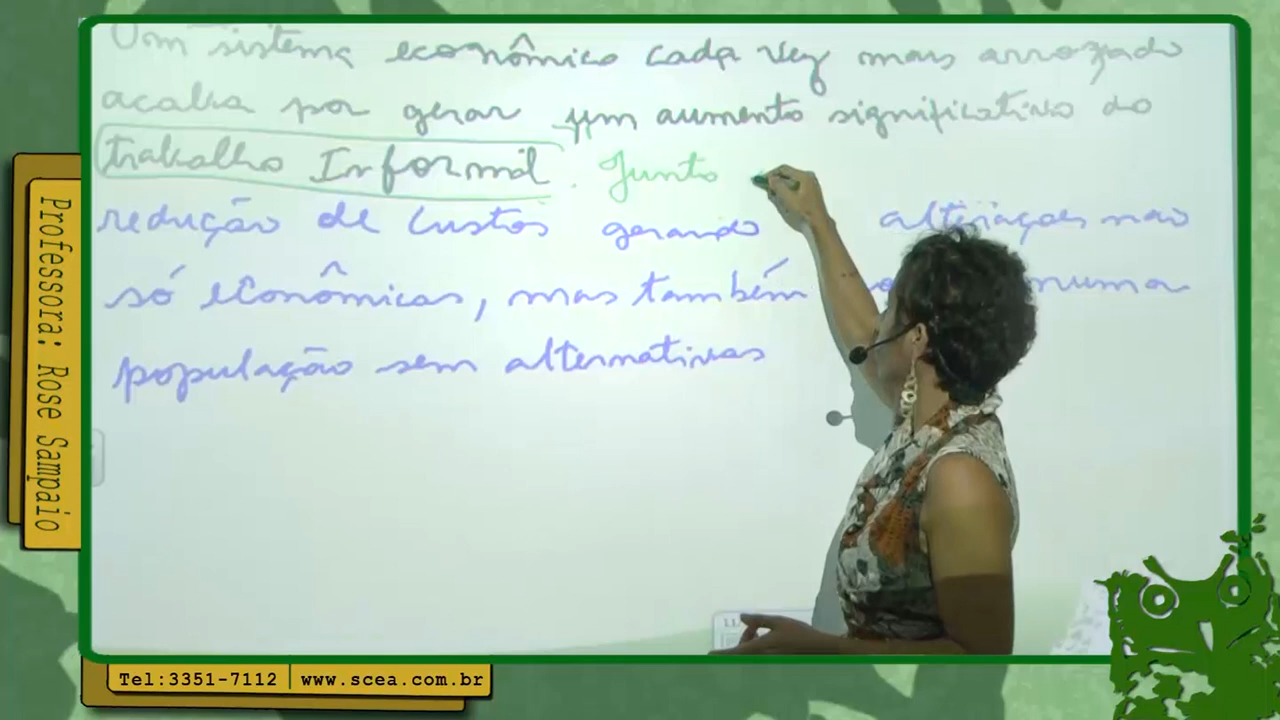 Um sistema econômico cada vez mais arrozado
acalha por gerar um aumento significativo do
trabalho Informal. Junto
redução de custos gerando alterações não
só econômicas, mas também numa
população sem alternativas
Professora: Rose Sampaio
Tel:3351-7112 www.scea.com.br